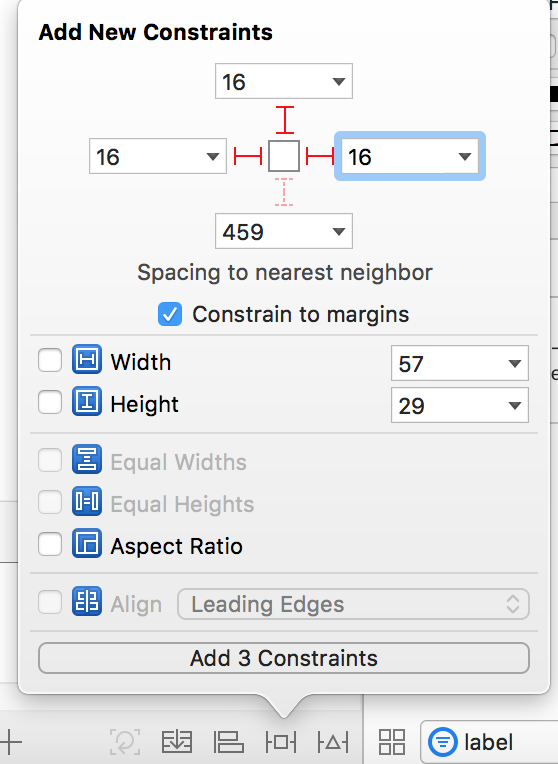 Add New Constraints
16
16
16
459
Spacing to nearest neighbor
Constrain to margins
Width
57
Height
29
Equal Widths
Equal Heights
Aspect Ratio
Align
Leading Edges
Add 3 Constraints
label